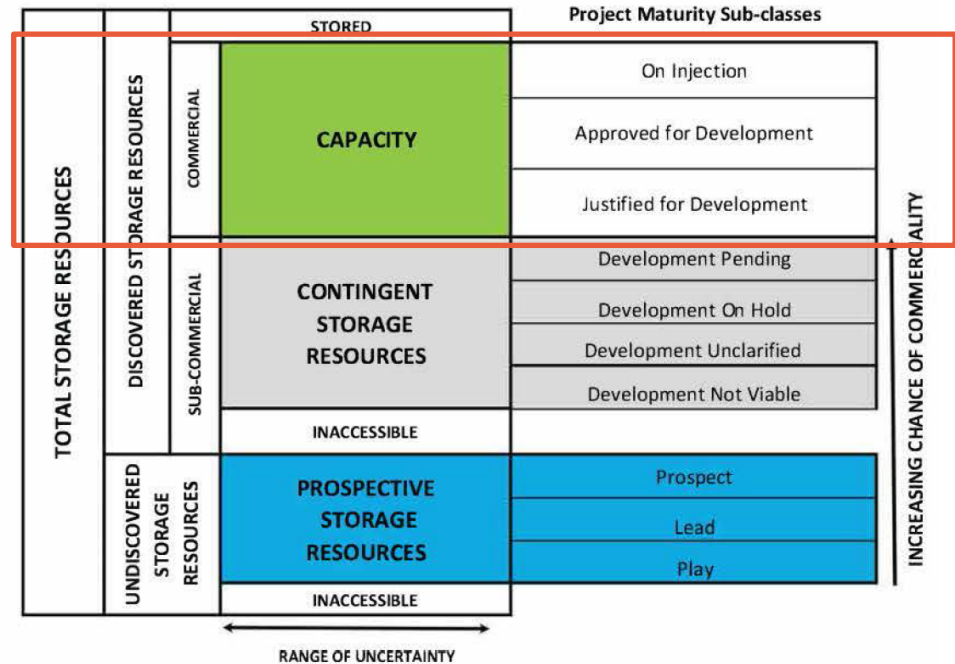 Project Maturity Sub-classes
STORED
TOTAL STORAGE RESOURCES
DISCOVERED STORAGE RESOURCES
COMMERCIAL
CAPACITY
On Injection
Approved for Development
Justified for Development
SUB-COMMERCIAL
CONTINGENT
STORAGE
RESOURCES
Development Pending
Development On Hold
Development Unclarified
Development Not Viable
INACCESSIBLE
UNDISCOVERED
STORAGE
RESOURCES
PROSPECTIVE
STORAGE
RESOURCES
Prospect
Lead
Play
INACCESSIBLE
INCREASING CHANCE OF COMMERCIALITY
RANGE OF UNCERTAINTY